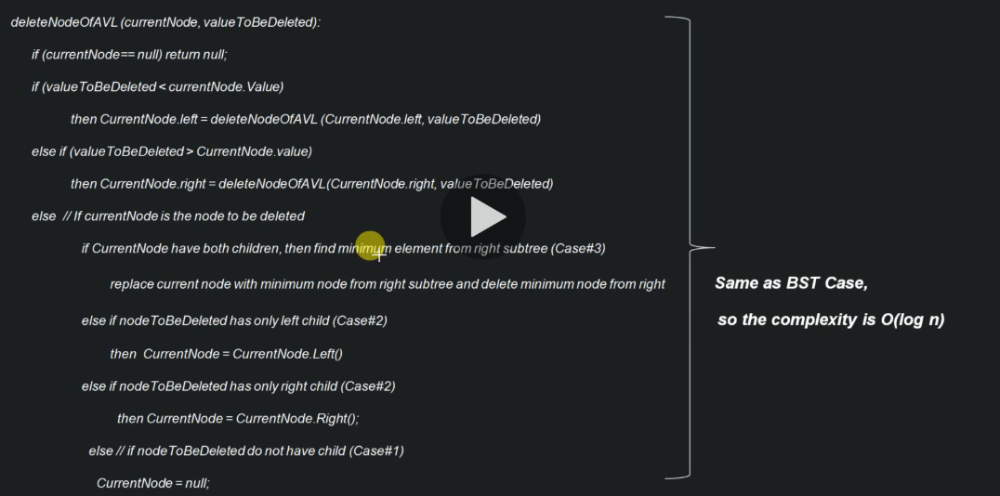 deleteNodeOfAVL (currentNode, valueToBeDeleted):
if (currentNode== null) return null;
if (valueToBeDeleted < currentNode.Value)
then CurrentNode.left = deleteNodeOfAVL (CurrentNode.left, valueToBeDeleted)
else if (valueToBeDeleted > CurrentNode.value)
then CurrentNode.right = deleteNodeOfAVL(CurrentNode.right, valueToBeDeleted)
else // If currentNode is the node to be deleted
if CurrentNode have both children, then find minimum element from right subtree (Case#3)
replace current node with minimum node from right subtree and delete minimum node from right
else if nodeToBeDeleted has only left child (Case#2)
then CurrentNode = CurrentNode.Left()
else if nodeToBeDeleted has only right child (Case#2)
then CurrentNode = CurrentNode.Right();
else // if nodeToBeDeleted do not have child (Case#1)
CurrentNode = null;
Same as BST Case,
so the complexity is O(log n)